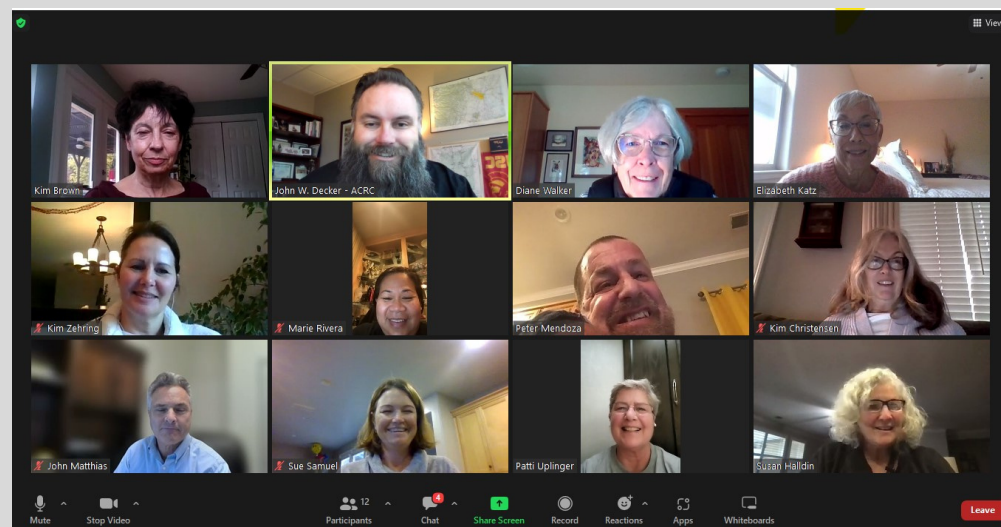 View
Kim Brown
John W. Decker - ACRC
Diane Walker
Elizabeth Katz
Kim Zehring
Marie Rivera
Peter Mendoza
Kim Christensen
John Matthias
Sue Samuel
Patti Uplinger
Susan Halldin
12
4
Mute
Stop Video
Participants
Chat
Share Screen
Record
Reactions
Apps
Whiteboards
Leave